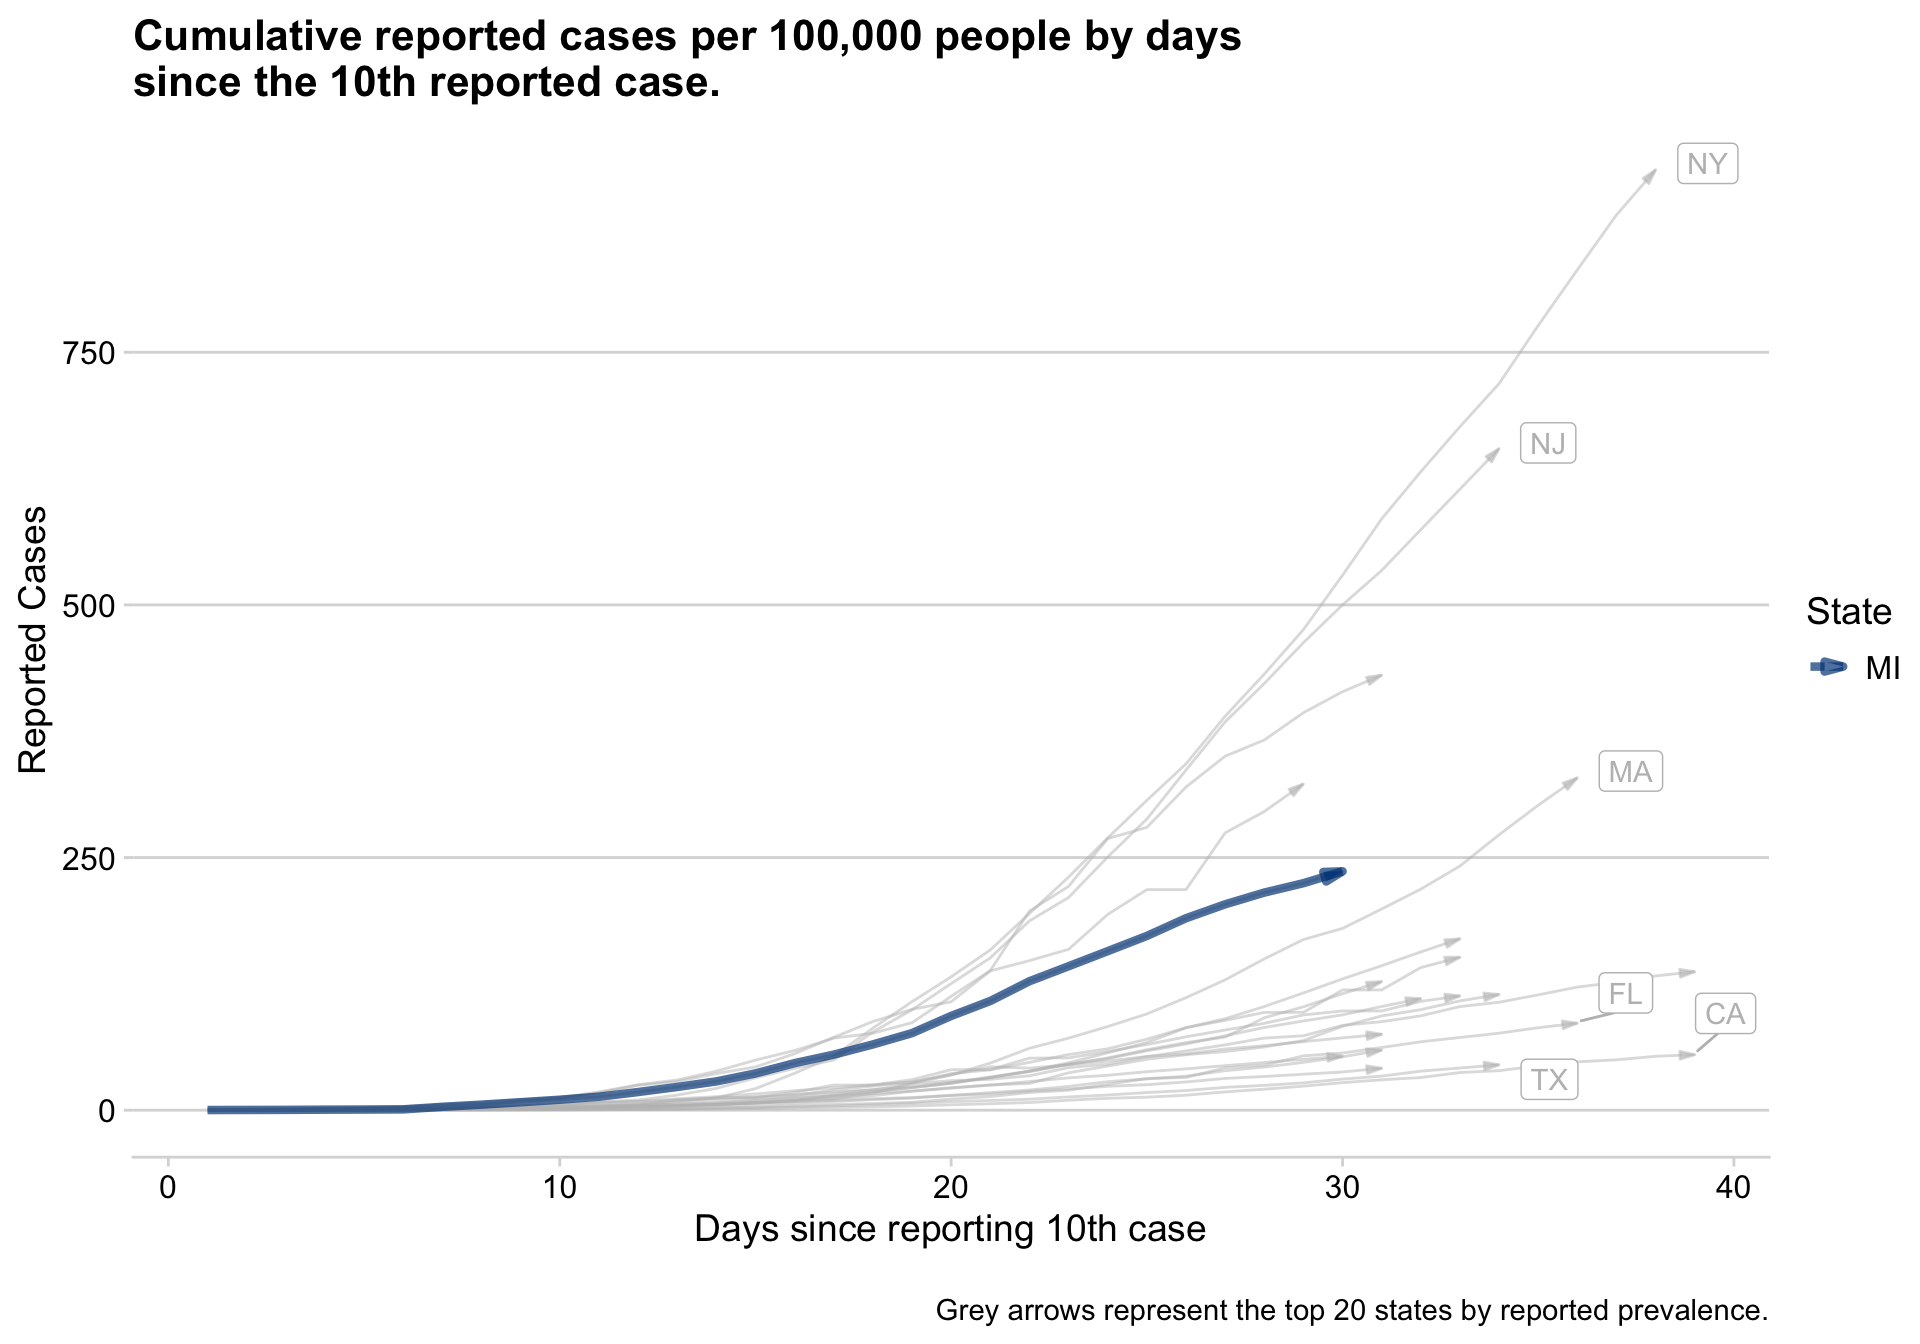 Cumulative reported cases per 100,000 people by days
since the 10th reported case.
NY
750
NJ
Reported Cases
500
State
MI
MA
250
FL
CA
TX
0
0 10 20 30 40
Days since reporting 10th case
Grey arrows represent the top 20 states by reported prevalence.